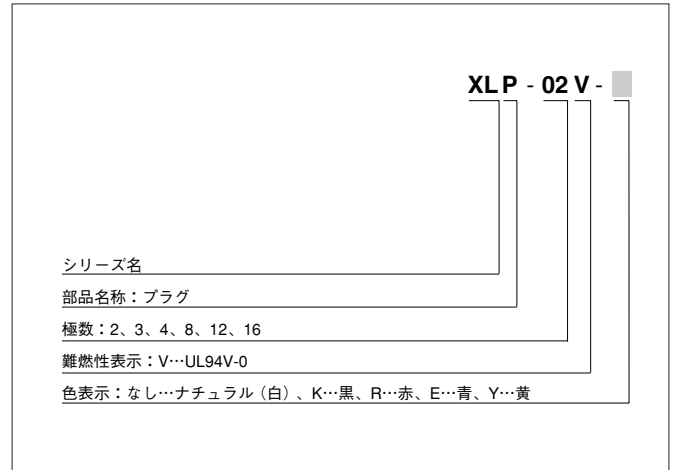 XLP - 02 V -
シリーズ名
部品名称：プラグ
極数：2、3、4、8、12、16
難燃性表示：V…UL94V-0
色表示：なし…ナチュラル（白）、K…黒、R…赤、E…青、Y…黄